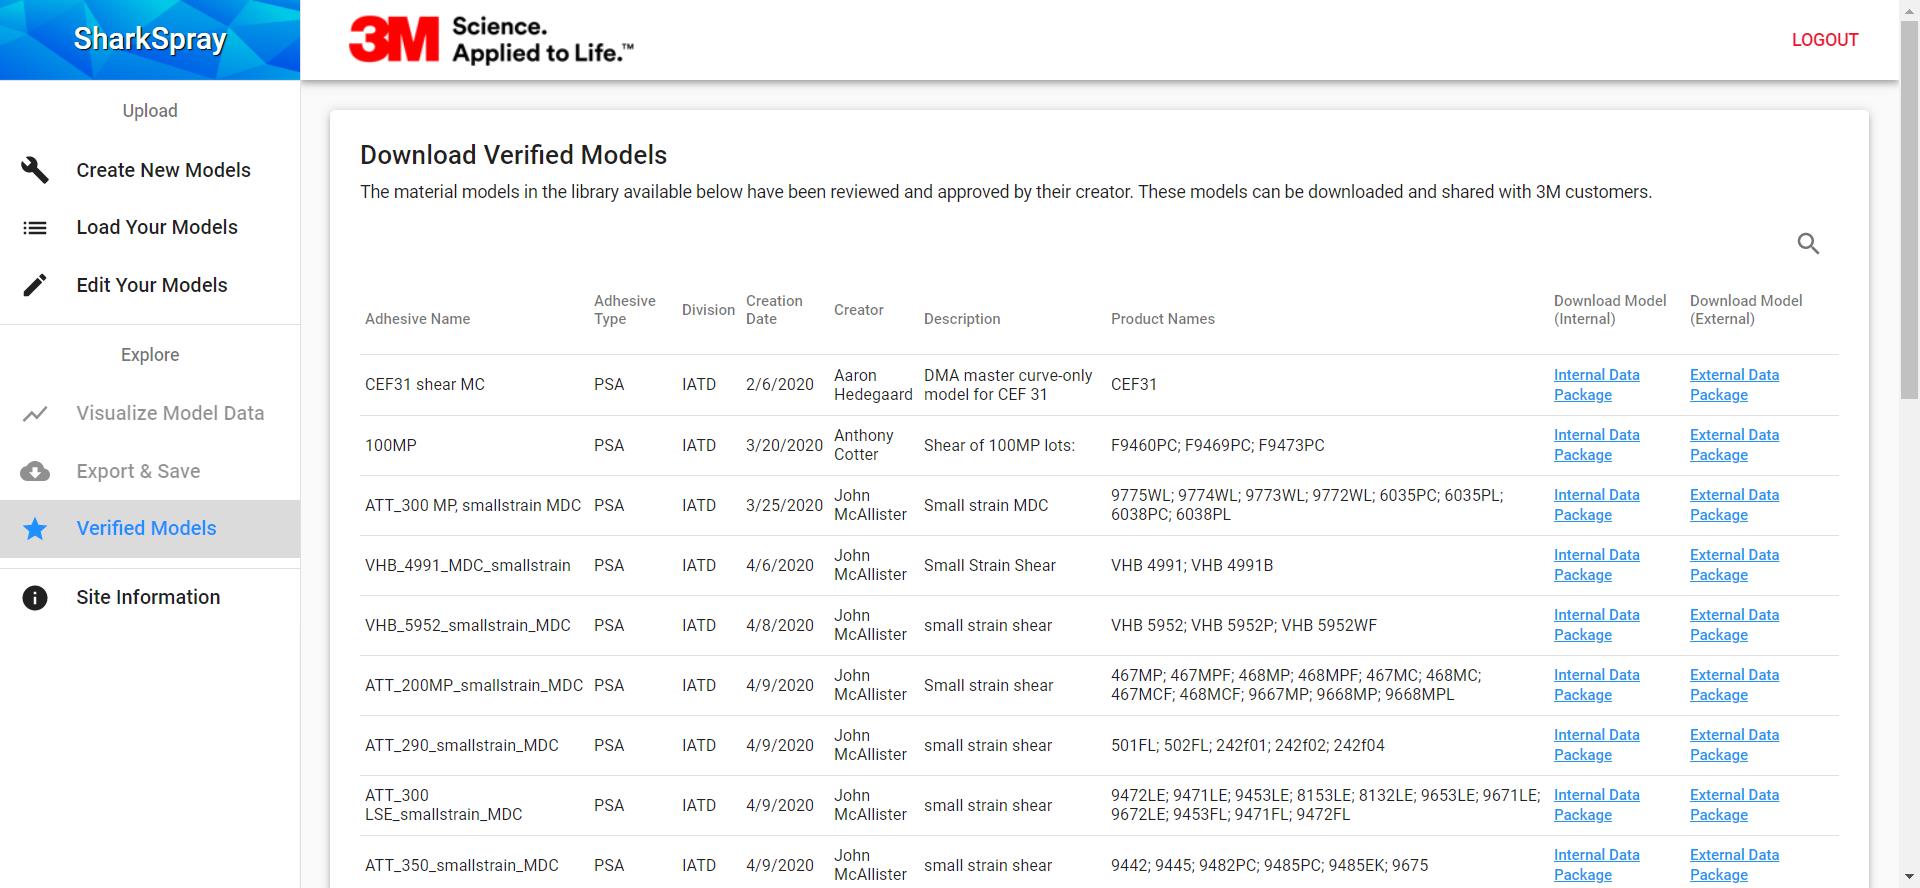 SharkSpray
3M Science.
Applied to Life.™
LOGOUT
Upload
Create New Models
Load Your Models
Edit Your Models
Explore
Visualize Model Data
Export & Save
Verified Models
Site Information
Download Verified Models
The material models in the library available below have been reviewed and approved by their creator. These models can be downloaded and shared with 3M customers.
Adhesive Name
Adhesive
Type
Division
Creation
Date
Creator
Description
Product Names
Download Model
(Internal)
Download Model
(External)
CEF31 shear MC
PSA
IATD
2/6/2020
Aaron
Hedegaard
DMA master curve-only
model for CEF 31
CEF31
Internal Data
Package
External Data
Package
100MP
PSA
IATD
3/20/2020
Anthony
Cotter
Shear of 100MP lots:
F9460PC; F9469PC; F9473PC
Internal Data
Package
External Data
Package
ATT_300 MP, smallstrain MDC
PSA
IATD
3/25/2020
John
McAllister
Small strain MDC
9775WL; 9774WL; 9773WL; 9772WL; 6035PC; 6035PL;
6038PC; 6038PL
Internal Data
Package
External Data
Package
VHB_4991_MDC_smallstrain
PSA
IATD
4/6/2020
John
McAllister
Small Strain Shear
VHB 4991; VHB 4991B
Internal Data
Package
External Data
Package
VHB_5952_smallstrain_MDC
PSA
IATD
4/8/2020
John
McAllister
small strain shear
VHB 5952; VHB 5952P; VHB 5952WF
Internal Data
Package
External Data
Package
ATT_200MP_smallstrain_MDC
PSA
IATD
4/9/2020
John
McAllister
Small strain shear
467MP; 467MPF; 468MP; 468MPF; 467MC; 468MC;
467MCF; 468MCF; 9667MP; 9668MP; 9668MPL
Internal Data
Package
External Data
Package
ATT_290_smallstrain_MDC
PSA
IATD
4/9/2020
John
McAllister
small strain shear
501FL; 502FL; 242f01; 242f02; 242f04
Internal Data
Package
External Data
Package
ATT_300
LSE_smallstrain_MDC
PSA
IATD
4/9/2020
John
McAllister
small strain shear
9472LE; 9471LE; 9453LE; 8153LE; 8132LE; 9653LE; 9671LE;
9672LE; 9453FL; 9471FL; 9472FL
Internal Data
Package
External Data
Package
ATT_350_smallstrain_MDC
PSA
IATD
4/9/2020
John
McAllister
small strain shear
9442; 9445; 9482PC; 9485PC; 9485EK; 9675
Internal Data
Package
External Data
Package